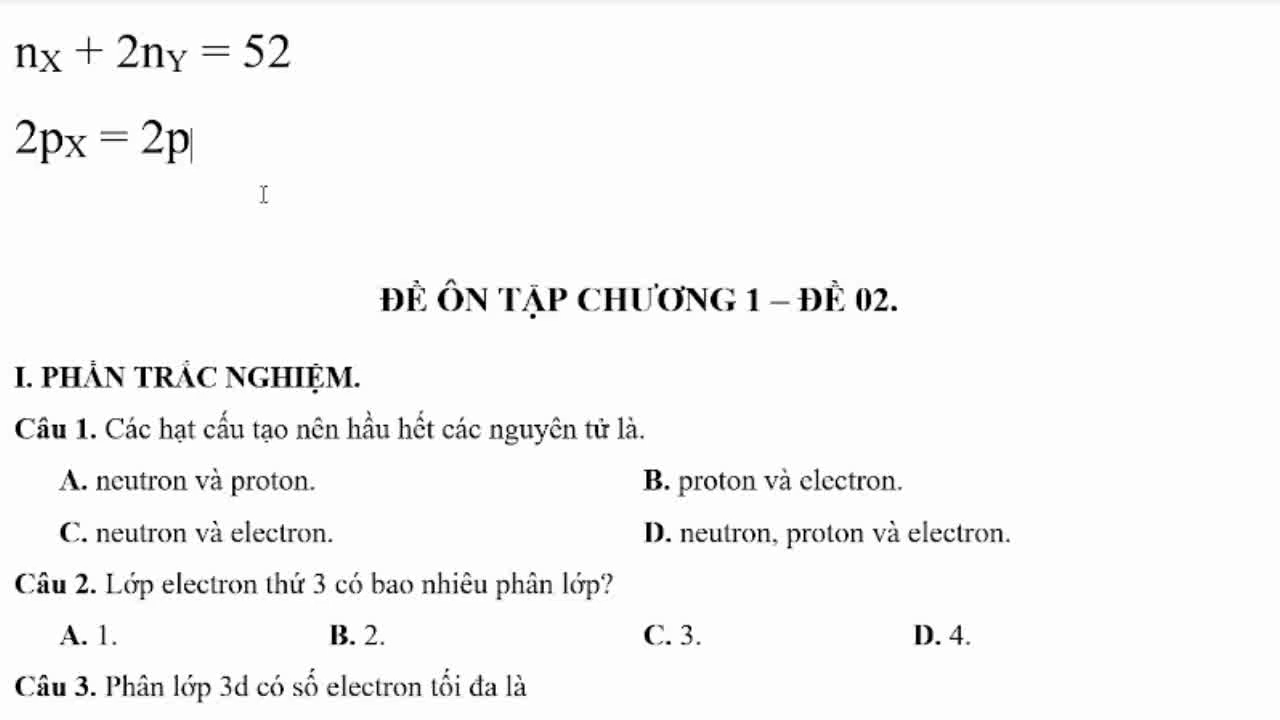 nX + 2nY = 52
2pX = 2p
ĐỀ ÔN TẬP CHƯƠNG 1 – ĐỀ 02.
I. PHẦN TRẮC NGHIỆM.
Câu 1. Các hạt cấu tạo nên hầu hết các nguyên tử là.
A. neutron và proton. B. proton và electron.
C. neutron và electron. D. neutron, proton và electron.
Câu 2. Lớp electron thứ 3 có bao nhiêu phân lớp?
A. 1. B. 2. C. 3. D. 4.
Câu 3. Phân lớp 3d có số electron tối đa là